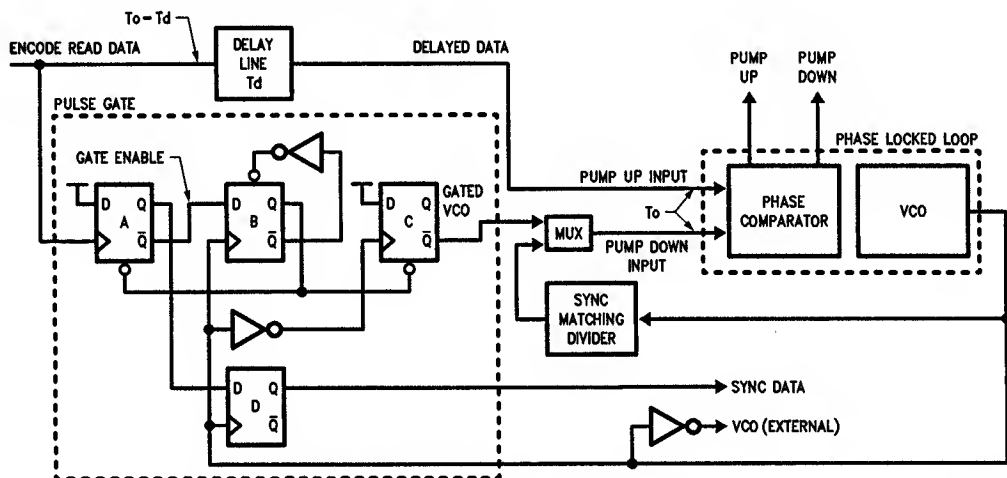 To-Td
ENCODE READ DATA
DELAY
LINE
Td
DELAYED DATA
PUMP
UP
PUMP
DOWN
PULSE GATE
PHASE LOCKED LOOP
GATE ENABLE
D
Q
A
Q̅
D
Q
B
Q̅
D
Q
C
Q̅
GATED
VCO
MUX
PUMP UP INPUT
To
PUMP DOWN
INPUT
PHASE
COMPARATOR
VCO
SYNC
MATCHING
DIVIDER
D
Q
D
Q̅
SYNC DATA
VCO (EXTERNAL)